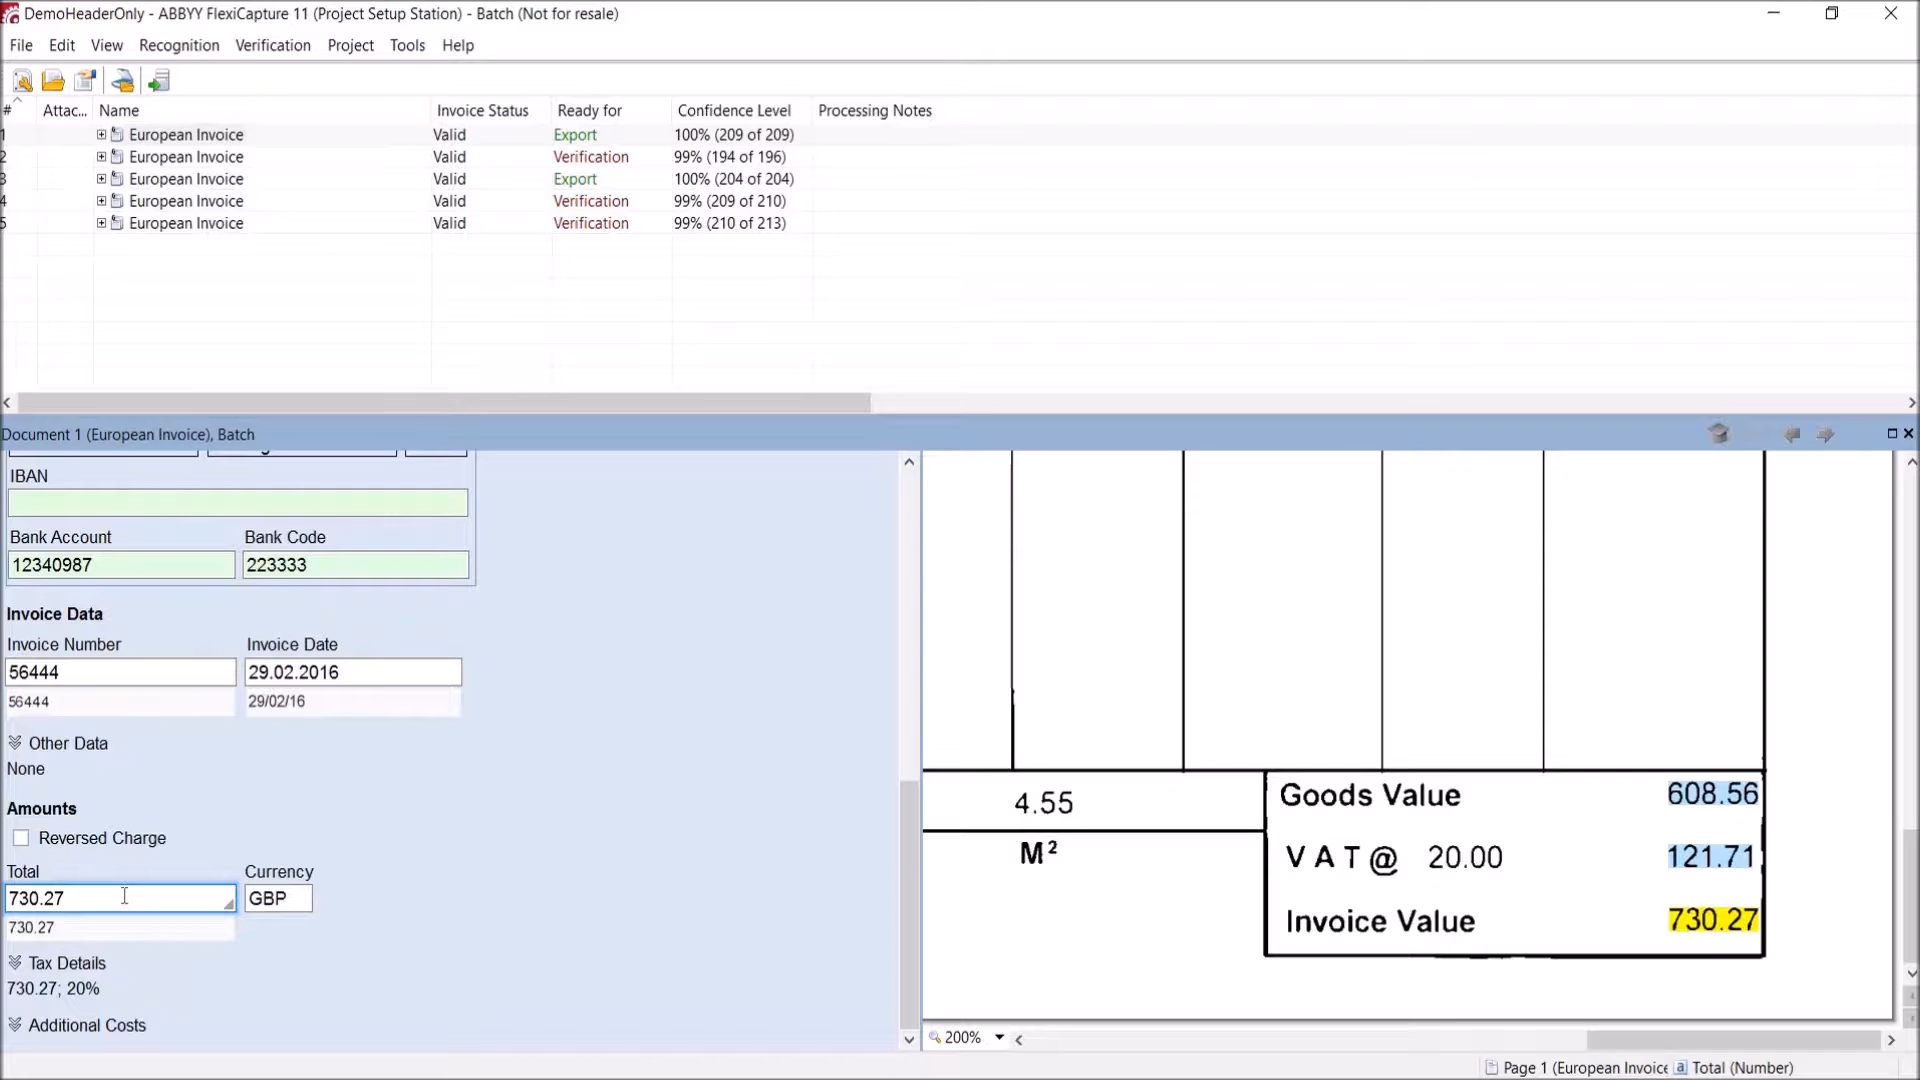 DemoHeaderOnly - ABBYY FlexiCapture 11 (Project Setup Station) - Batch (Not for resale)
File Edit View Recognition Verification Project Tools Help
# Attac... Name Invoice Status Ready for Confidence Level Processing Notes
1 European Invoice Valid Export 100% (209 of 209)
2 European Invoice Valid Verification 99% (194 of 196)
3 European Invoice Valid Export 100% (204 of 204)
4 European Invoice Valid Verification 99% (209 of 210)
5 European Invoice Valid Verification 99% (210 of 213)
Document 1 (European Invoice), Batch
IBAN
Bank Account Bank Code
12340987 223333
Invoice Data
Invoice Number Invoice Date
56444 29.02.2016
56444 29/02/16
Other Data
None
Amounts
Reversed Charge
Total Currency
730.27 GBP
730.27
Tax Details
730.27; 20%
Additional Costs
4.55
M²
Goods Value 608.56
V A T @ 20.00 121.71
Invoice Value 730.27
200%
Page 1 (European Invoice a Total (Number)